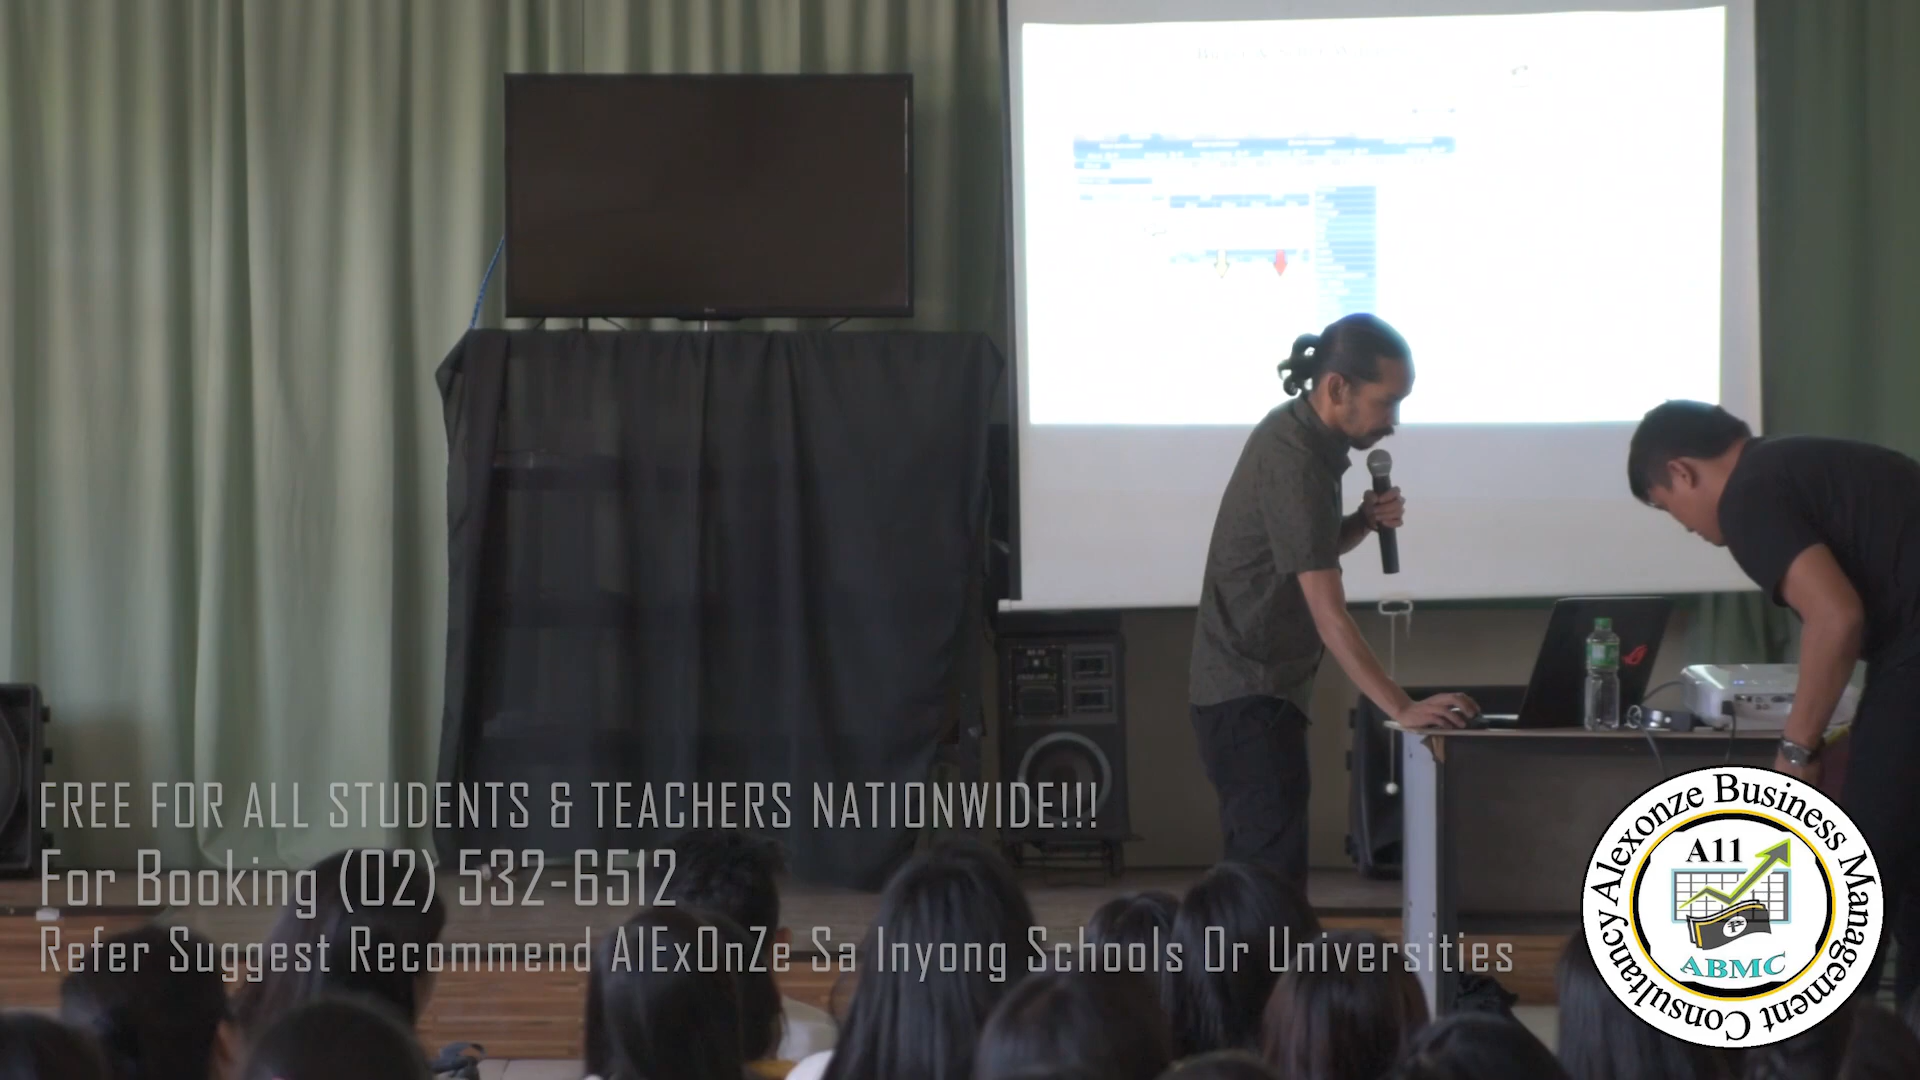 FREE FOR ALL STUDENTS & TEACHERS NATIONWIDE!!!
For Booking (02) 532-6512
Refer Suggest Recommend AlExOnZe Sa Inyong Schools Or Universities
Alexonze Business Management Consultancy
A11
ABMC